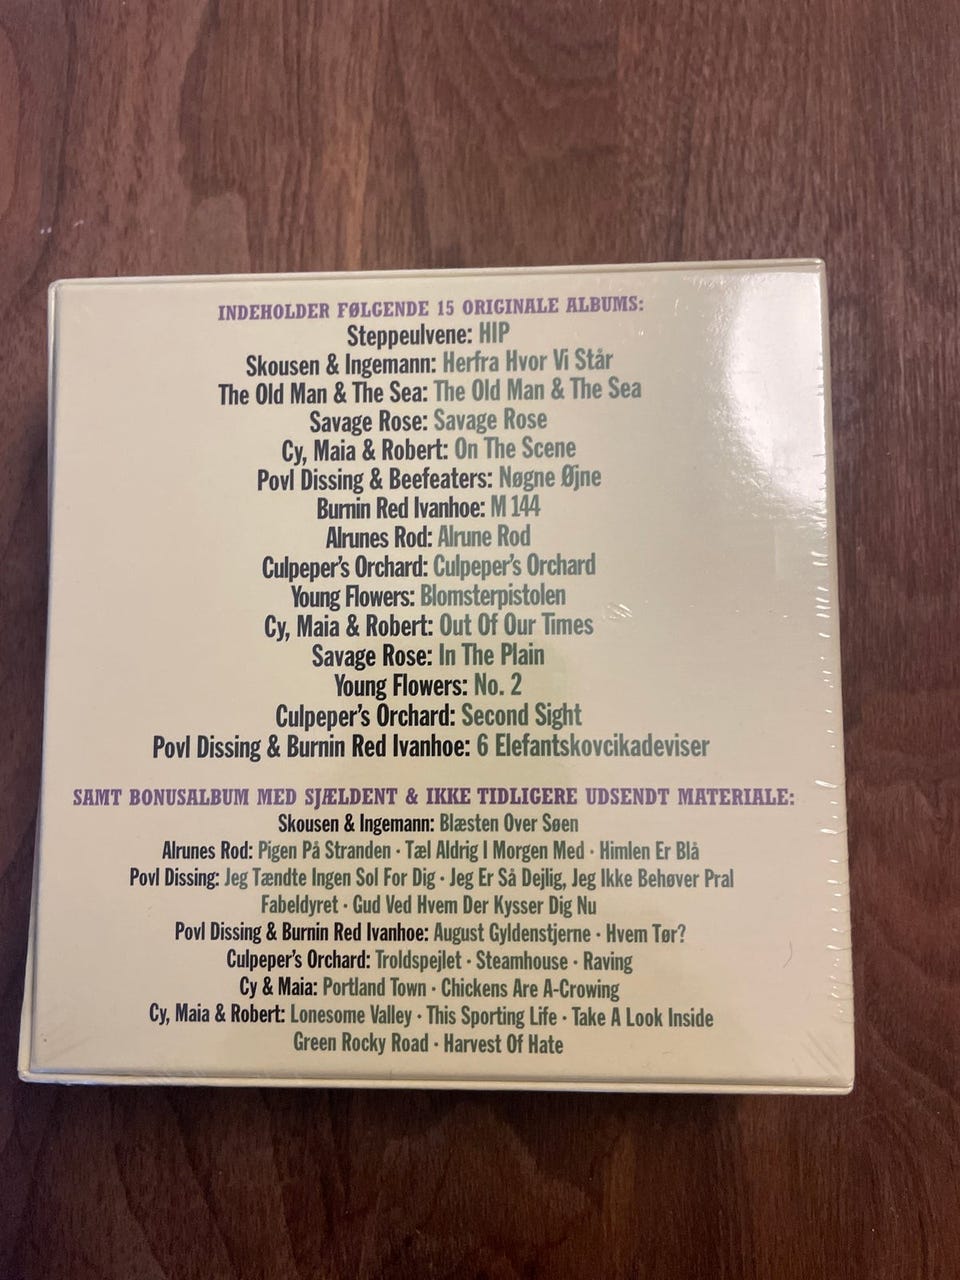 INDEHOLDER FØLGENDE 15 ORIGINALE ALBUMS:
Steppeulvene: HIP
Skousen & Ingemann: Herfra Hvor Vi Står
The Old Man & The Sea: The Old Man & The Sea
Savage Rose: Savage Rose
Cy, Maia & Robert: On The Scene
Povl Dissing & Beefeaters: Nøgne Øjne
Burnin Red Ivanhoe: M 144
Alrunes Rod: Alrune Rod
Culpeper's Orchard: Culpeper's Orchard
Young Flowers: Blomsterpistolen
Cy, Maia & Robert: Out Of Our Times
Savage Rose: In The Plain
Young Flowers: No. 2
Culpeper's Orchard: Second Sight
Povl Dissing & Burnin Red Ivanhoe: 6 Elefantskovcikadeviser
SAMT BONUSALBUM MED SJÆLDENT & IKKE TIDLIGERE UDSENDT MATERIALE:
Skousen & Ingemann: Blæsten Over Søen
Alrunes Rod: Pigen På Stranden · Tæl Aldrig I Morgen Med · Himlen Er Blå
Povl Dissing: Jeg Tændte Ingen Sol For Dig · Jeg Er Så Dejlig, Jeg Ikke Behøver Pral
Fabeldyret · Gud Ved Hvem Der Kysser Dig Nu
Povl Dissing & Burnin Red Ivanhoe: August Gyldenstjerne · Hvem Tør?
Culpeper's Orchard: Troldspejlet · Steamhouse · Raving
Cy & Maia: Portland Town · Chickens Are A-Crowing
Cy, Maia & Robert: Lonesome Valley · This Sporting Life · Take A Look Inside
Green Rocky Road · Harvest Of Hate